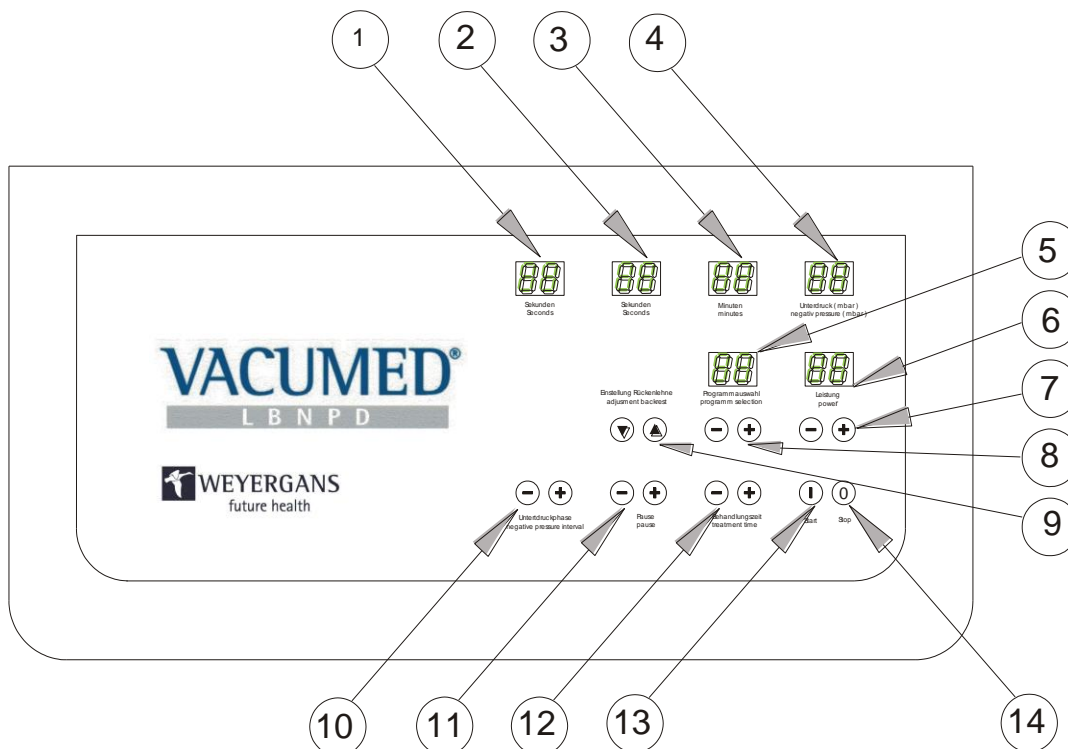 1
2
3
4
5
6
7
8
9
10
11
12
13
14
88
88
88
88
Sekunden
Seconds
Sekunden
Seconds
Minuten
minutes
Unterdruck ( mbar )
negativ pressure ( mbar )
88
88
Einstellung Rückenlehne
adjusment backrest
Programmauswahl
programm selection
Leistung
power
VACUMED®
LBNPD
WEYERGANS
future health
Untertdruckphase
negative pressure interval
Pause
pause
Behandlungszeit
treatment time
Start
0
Stop